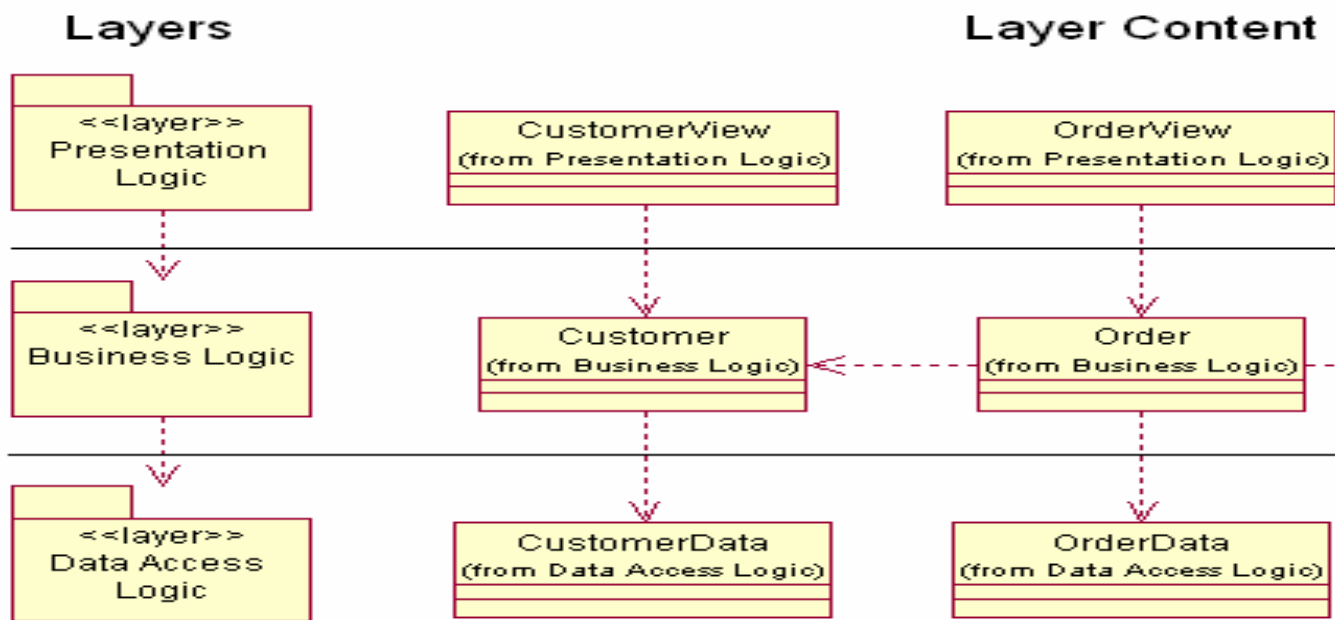 Layers
Layer Content
<<layer>>
Presentation
Logic
CustomerView
(from Presentation Logic)
OrderView
(from Presentation Logic)
<<layer>>
Business Logic
Customer
(from Business Logic)
Order
(from Business Logic)
<<layer>>
Data Access
Logic
CustomerData
(from Data Access Logic)
OrderData
(from Data Access Logic)